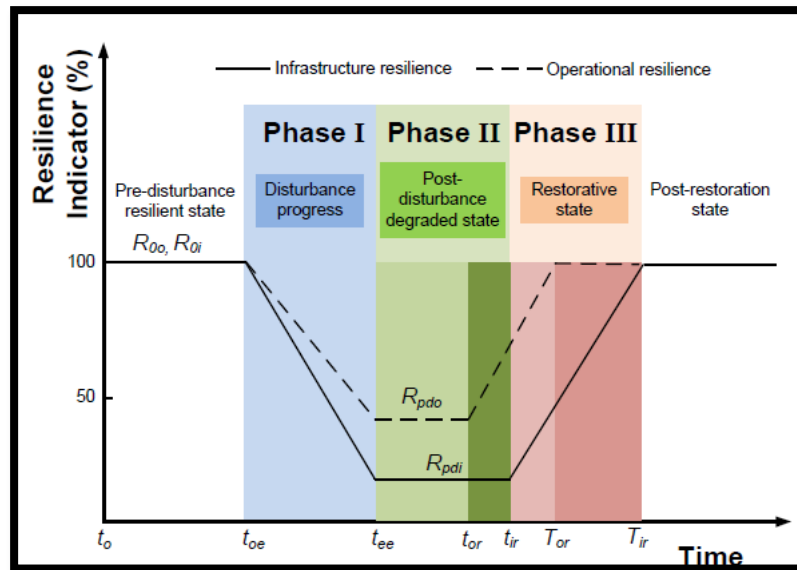 Infrastructure resilience
Operational resilience
Resilience
Indicator (%)
Phase I
Phase II
Phase III
Pre-disturbance
resilient state
Disturbance
progress
Post-
disturbance
degraded state
Restorative
state
Post-restoration
state
R0o, R0i
100
50
Rpdo
Rpdi
to
toe
tee
tor
tir
Tor
Tir
Time